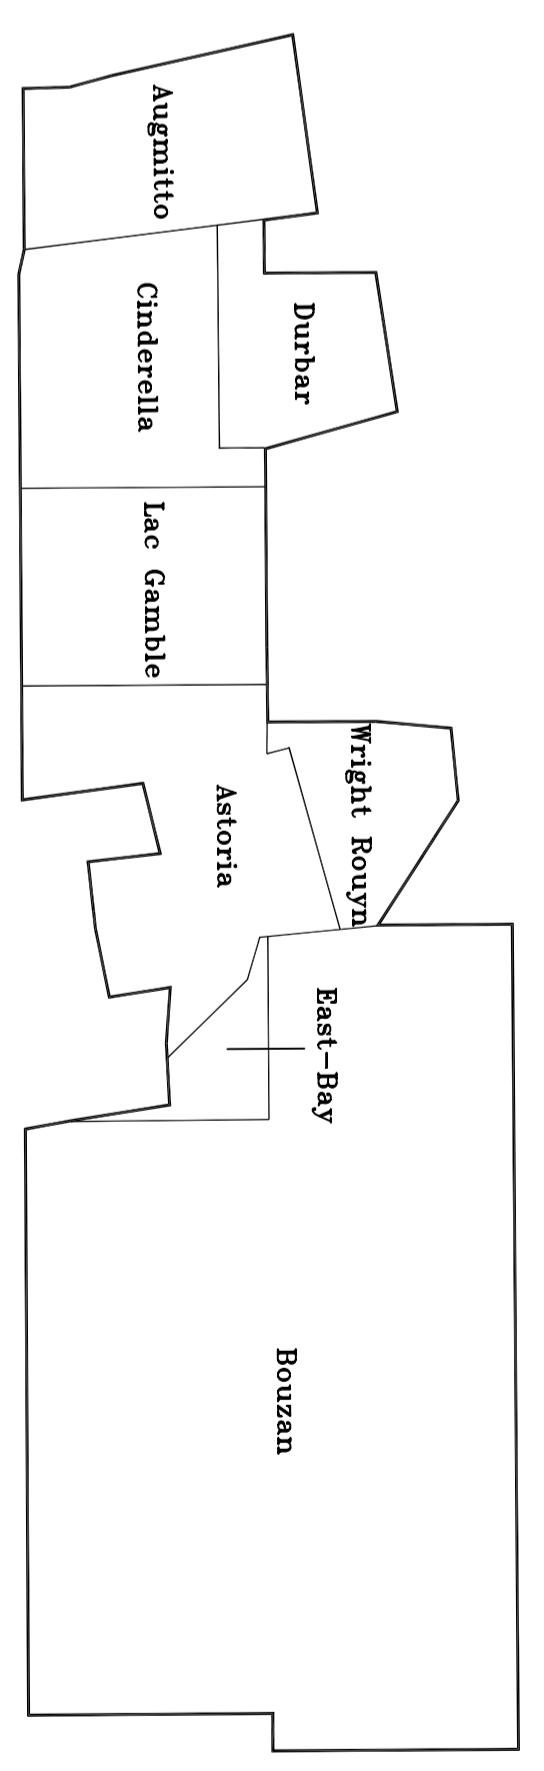 Augmitto
Durbar
Cinderella
Lac Gamble
Wright Rouyn
Astoria
East-Bay
Bouzan